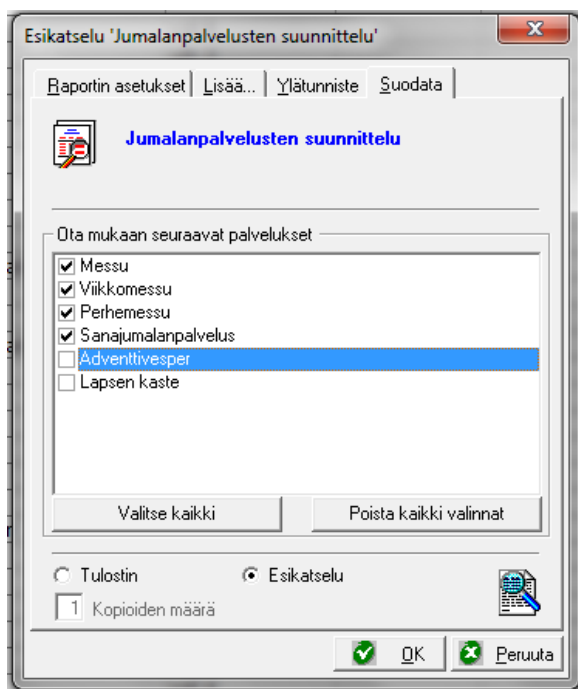 Esikatselu 'Jumalanpalvelusten suunnittelu'
Raportin asetukset Lisää... Ylätunniste Suodata
Jumalanpalvelusten suunnittelu
Ota mukaan seuraavat palvelukset
Messu
Viikkomessu
Perhemessu
Sanajumalanpalvelus
Adventtivesper
Lapsen kaste
Valitse kaikki Poista kaikki valinnat
Tulostin Esikatselu
1 Kopioiden määrä
OK Peruuta